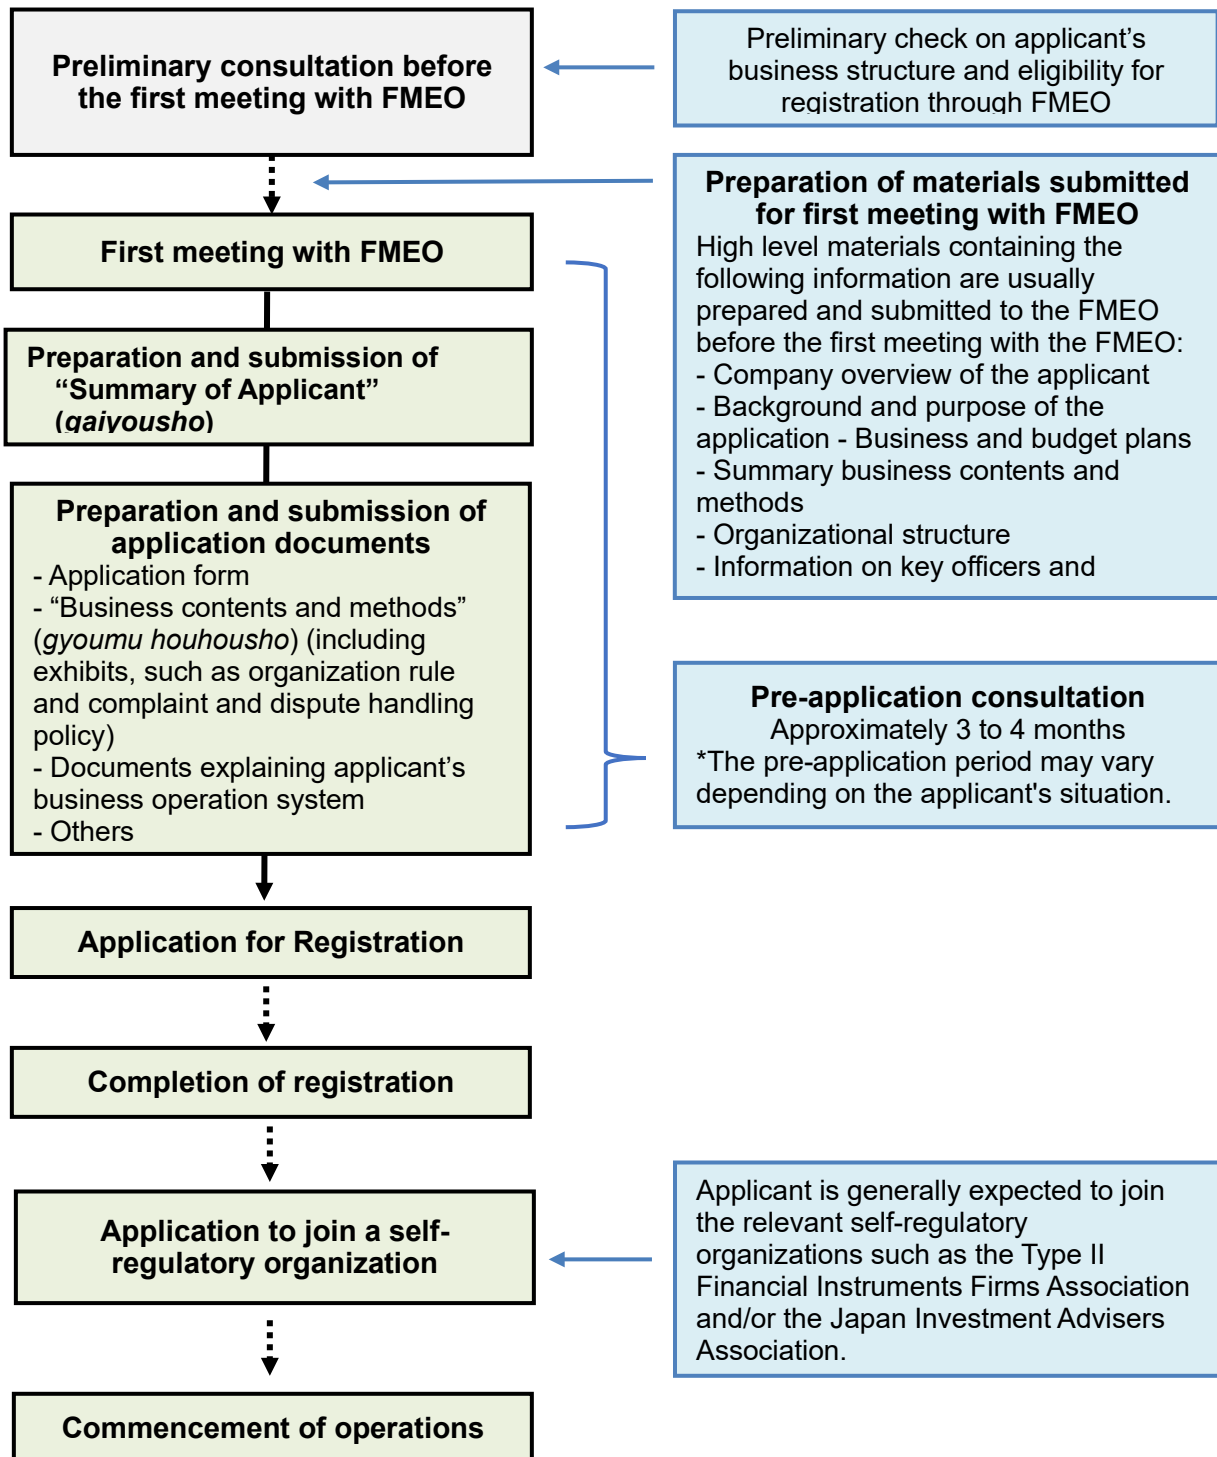 Preliminary consultation before
the first meeting with FMEO
Preliminary check on applicant’s
business structure and eligibility for
registration through FMEO
Preparation of materials submitted
for first meeting with FMEO
High level materials containing the
following information are usually
prepared and submitted to the FMEO
before the first meeting with the FMEO:
- Company overview of the applicant
- Background and purpose of the
application - Business and budget plans
- Summary business contents and
methods
- Organizational structure
- Information on key officers and
First meeting with FMEO
Preparation and submission of
“Summary of Applicant”
(gaiyousho)
Preparation and submission of
application documents
- Application form
- “Business contents and methods”
(gyoumu houhousho) (including
exhibits, such as organization rule
and complaint and dispute handling
policy)
- Documents explaining applicant’s
business operation system
- Others
Pre-application consultation
Approximately 3 to 4 months
*The pre-application period may vary
depending on the applicant's situation.
Application for Registration
Completion of registration
Application to join a self-
regulatory organization
Applicant is generally expected to join
the relevant self-regulatory
organizations such as the Type II
Financial Instruments Firms Association
and/or the Japan Investment Advisers
Association.
Commencement of operations